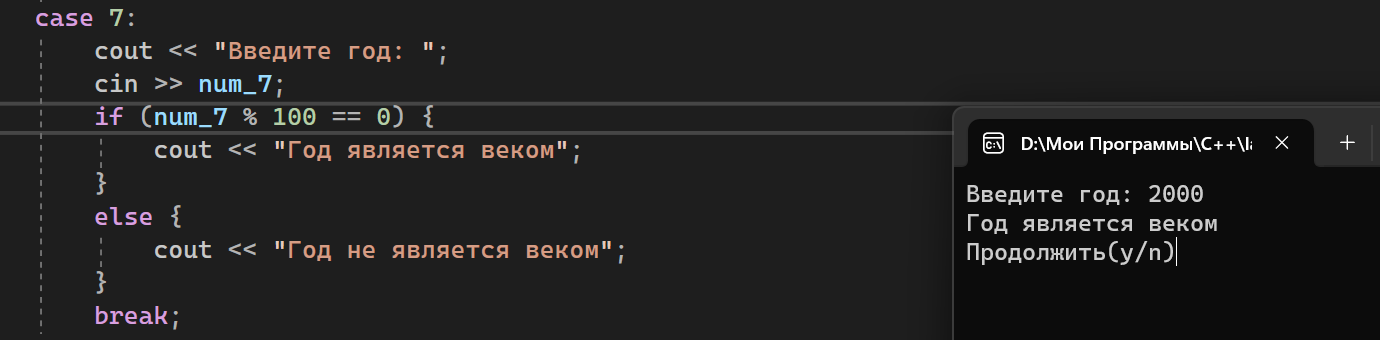 case 7:
cout << "Введите год: ";
cin >> num_7;
if (num_7 % 100 == 0) {
cout << "Год является веком";
}
else {
cout << "Год не является веком";
}
break;
D:\Мои Программы\C++\la
Введите год: 2000
Год является веком
Продолжить(y/n)